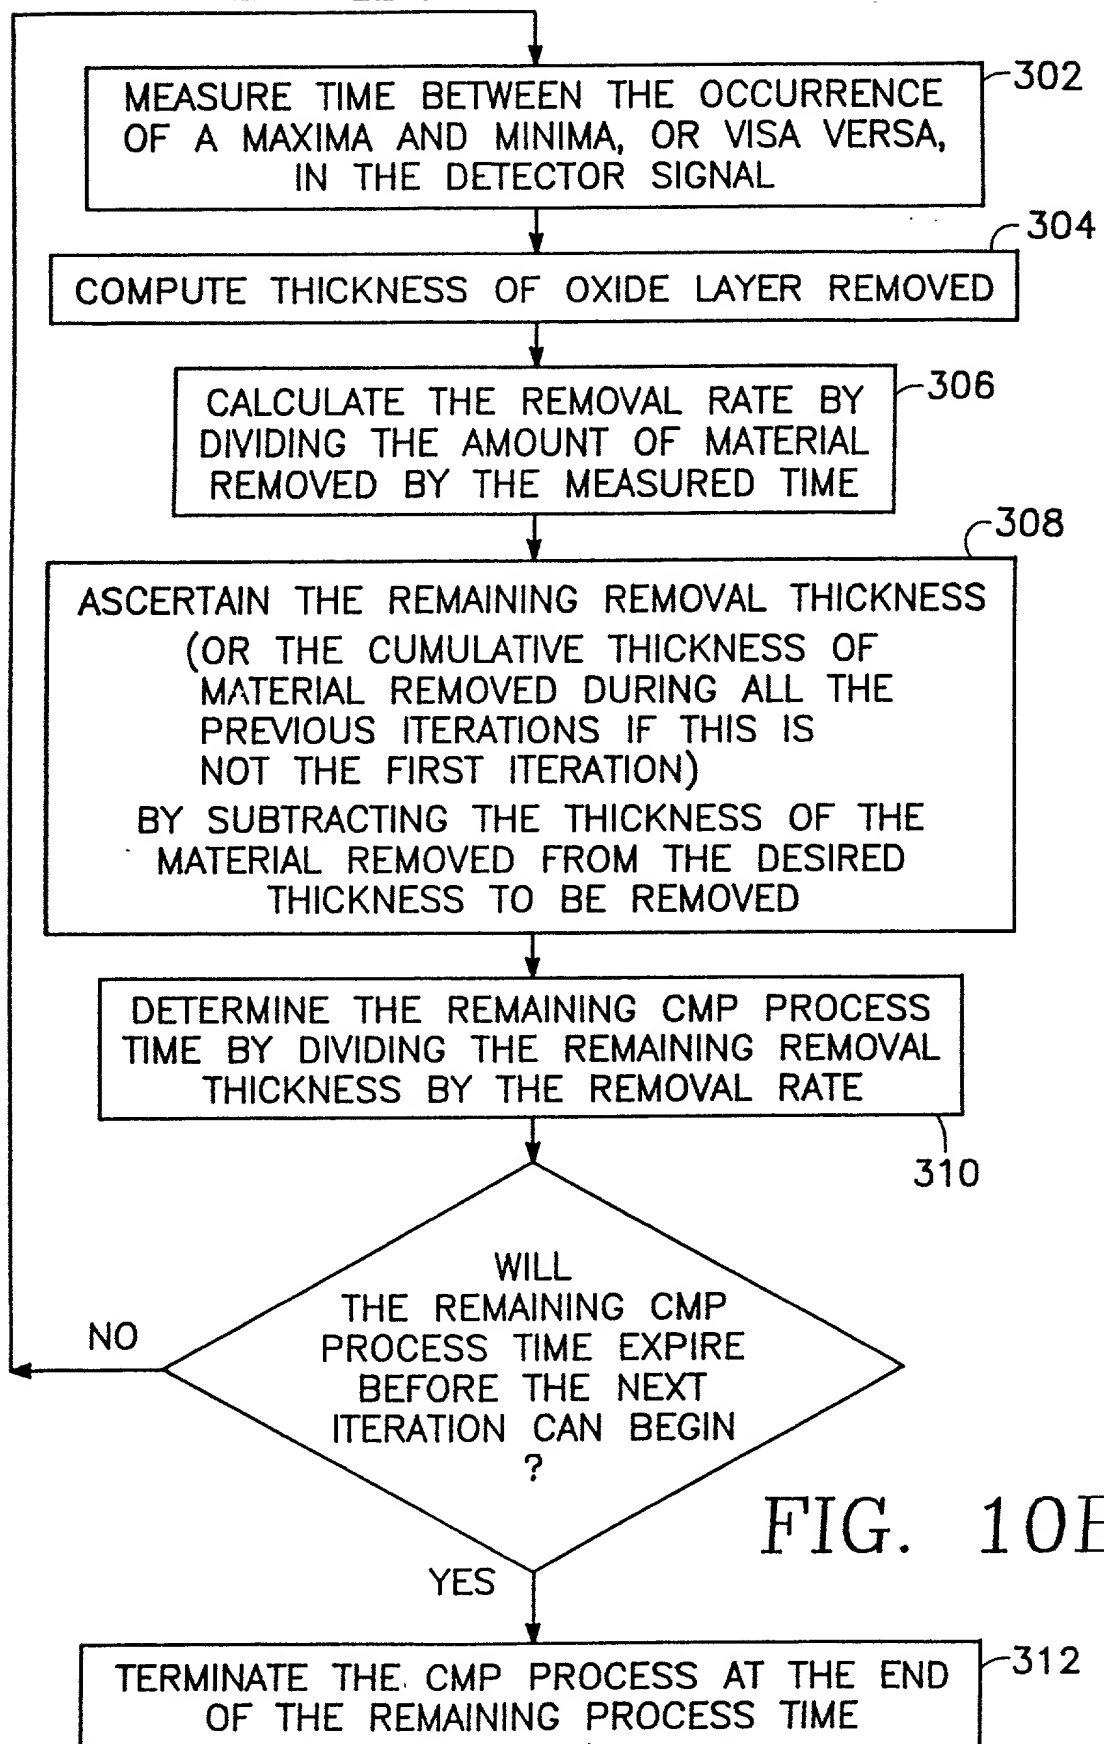 302
MEASURE TIME BETWEEN THE OCCURRENCE
OF A MAXIMA AND MINIMA, OR VISA VERSA,
IN THE DETECTOR SIGNAL
304
COMPUTE THICKNESS OF OXIDE LAYER REMOVED
306
CALCULATE THE REMOVAL RATE BY
DIVIDING THE AMOUNT OF MATERIAL
REMOVED BY THE MEASURED TIME
308
ASCERTAIN THE REMAINING REMOVAL THICKNESS
(OR THE CUMULATIVE THICKNESS OF
MATERIAL REMOVED DURING ALL THE
PREVIOUS ITERATIONS IF THIS IS
NOT THE FIRST ITERATION)
BY SUBTRACTING THE THICKNESS OF THE
MATERIAL REMOVED FROM THE DESIRED
THICKNESS TO BE REMOVED
DETERMINE THE REMAINING CMP PROCESS
TIME BY DIVIDING THE REMAINING REMOVAL
THICKNESS BY THE REMOVAL RATE
310
WILL
THE REMAINING CMP
PROCESS TIME EXPIRE
BEFORE THE NEXT
ITERATION CAN BEGIN
?
NO
YES
FIG. 10B
312
TERMINATE THE CMP PROCESS AT THE END
OF THE REMAINING PROCESS TIME